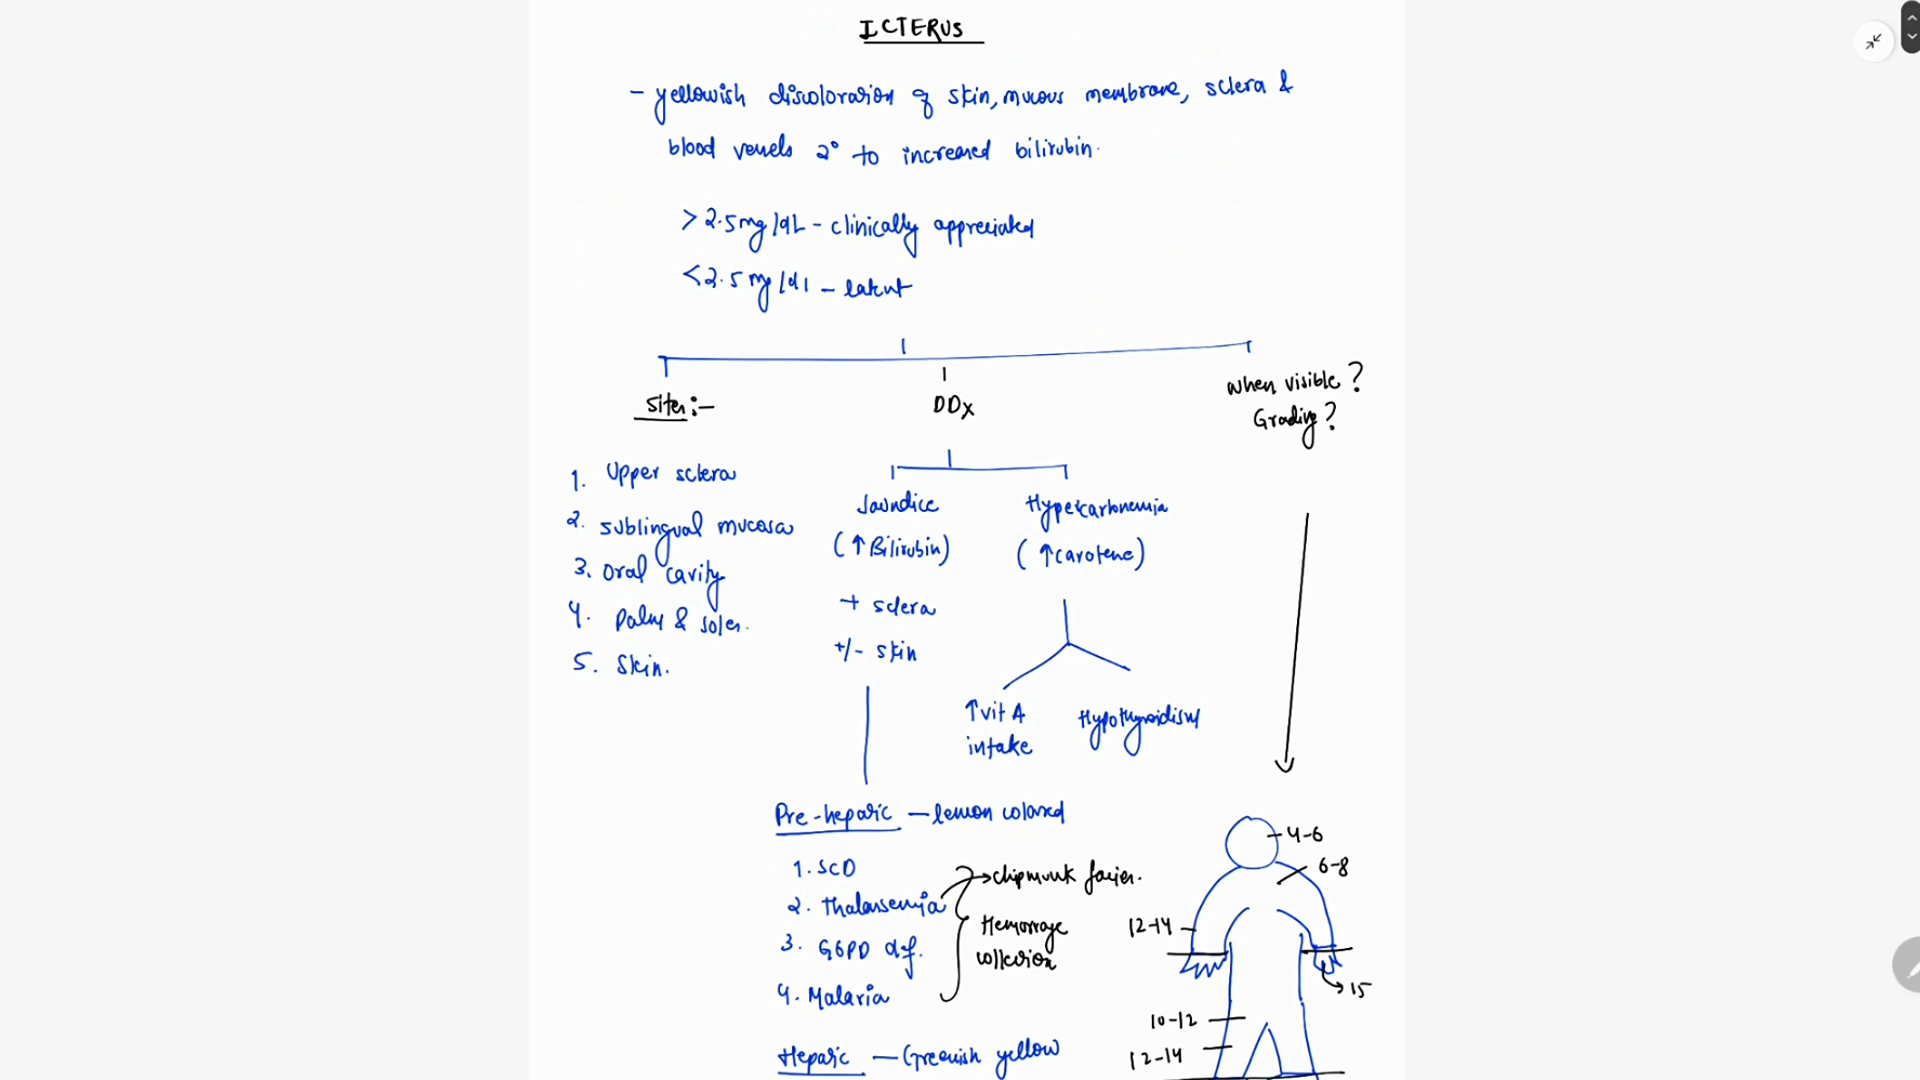 ICTERUS
- yellowish discoloration of skin, mucous membrane, sclera &
blood vessels 2° to increased bilirubin.
> 2.5mg/dL - clinically appreciated
<2.5 mg/dl - latent
Sites:-
DDx
When visible?
Grading?
1. Upper sclera
2. sublingual mucosa
3. oral cavity
4. Palms & soles.
5. Skin.
Jaundice
(↑Bilirubin)
+ sclera
+/- skin
Hypercarotenemia
(↑carotene)
↑vit A
intake
Hypothyroidism
Pre-hepatic - lemon colored
1. SCD
2. Thalassemia
3. G6PD def.
4. Malaria
→chipmunk facies.
Hemorrage
collection
Hepatic - Greenish yellow
4-6
6-8
12-14
15
10-12
12-14